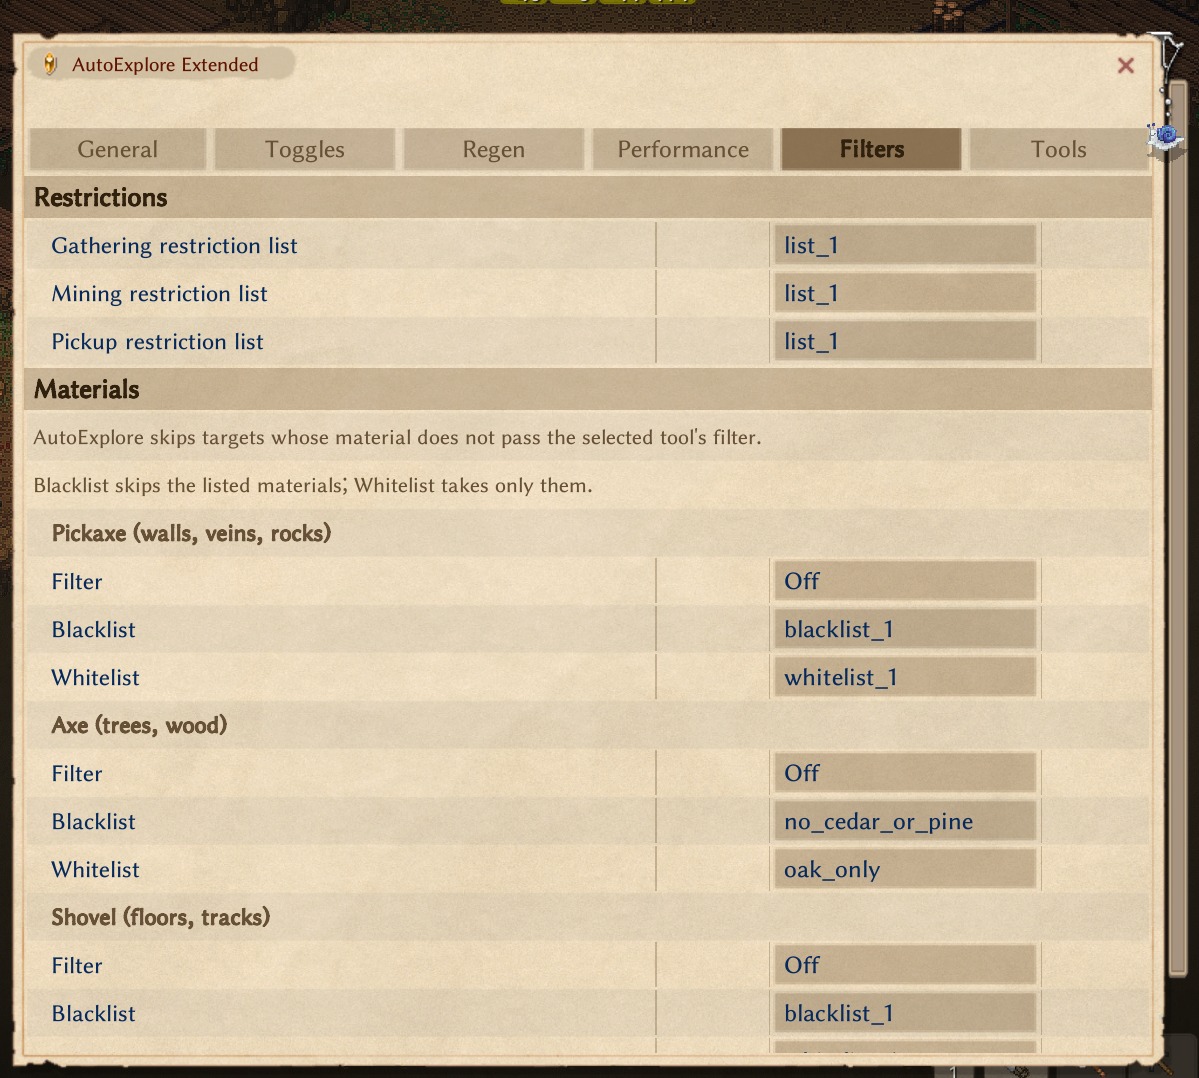 AutoExplore Extended
General Toggles Regen Performance Filters Tools
Restrictions
Gathering restriction list list_1
Mining restriction list list_1
Pickup restriction list list_1
Materials
AutoExplore skips targets whose material does not pass the selected tool's filter.
Blacklist skips the listed materials; Whitelist takes only them.
Pickaxe (walls, veins, rocks)
Filter Off
Blacklist blacklist_1
Whitelist whitelist_1
Axe (trees, wood)
Filter Off
Blacklist no_cedar_or_pine
Whitelist oak_only
Shovel (floors, tracks)
Filter Off
Blacklist blacklist_1
1